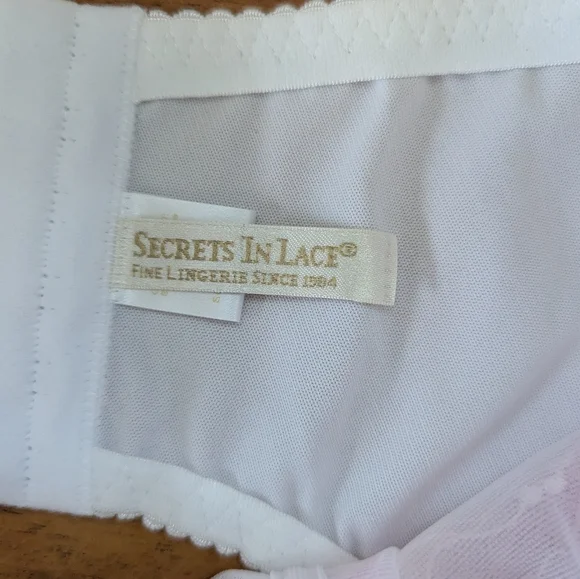 SECRETS IN LACE®
FINE LINGERIE SINCE 1984